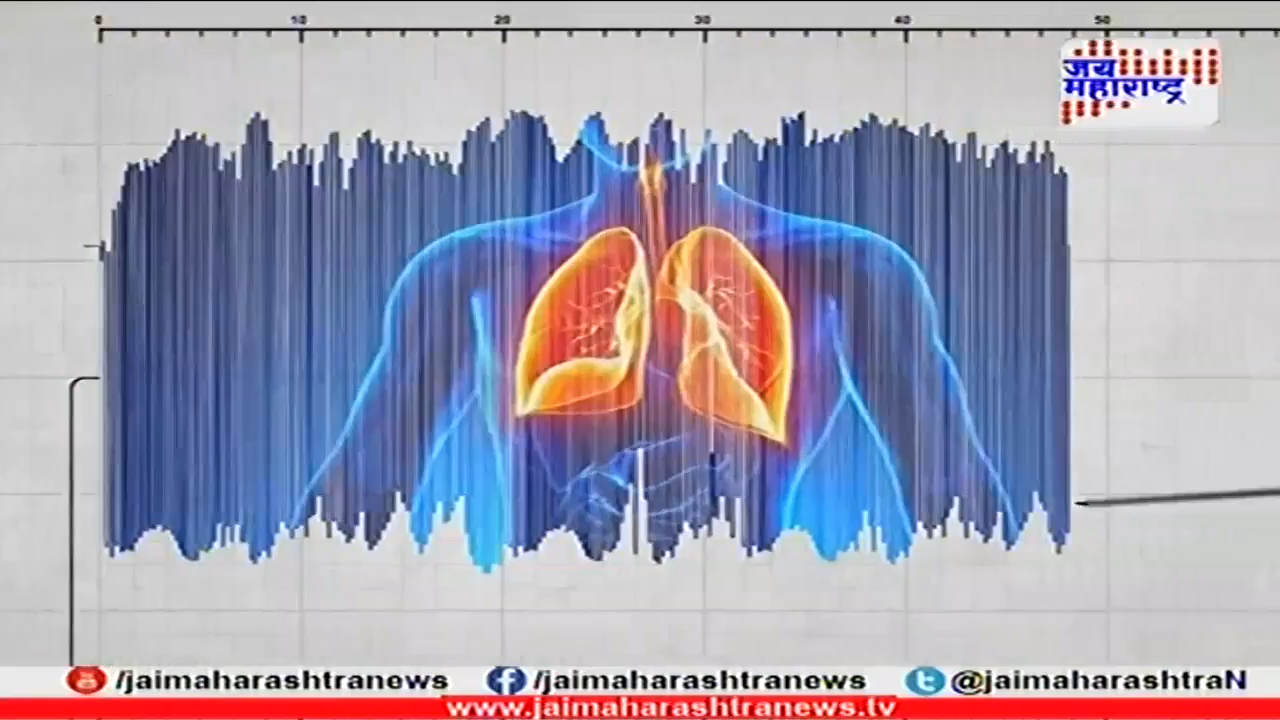 0 10 20 30 40 50
जय
महाराष्ट्र
/jaimaharashtranews /jaimaharashtranews @jaimaharashtraN
www.jaimaharashtranews.tv